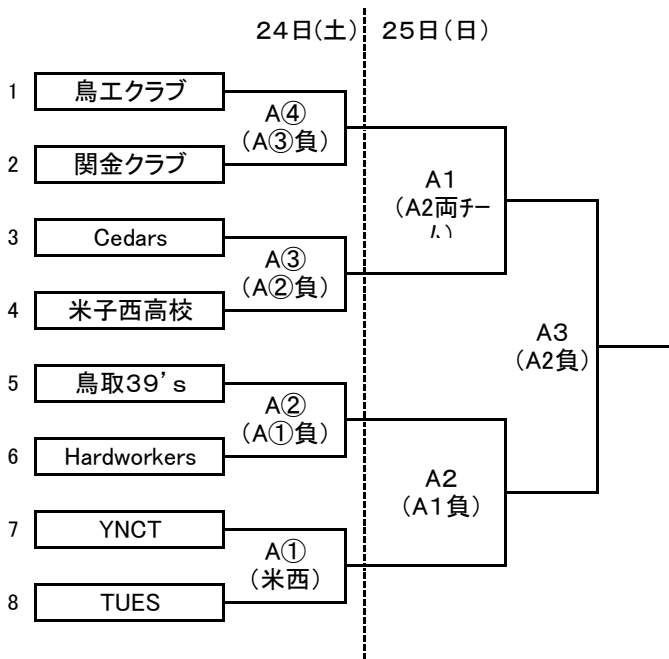 24日(土) 25日(日)
1 鳥工クラブ
A④
(A③負)
2 関金クラブ
A1
(A2両チー
ム)
3 Cedars
A③
(A②負)
4 米子西高校
A3
(A2負)
5 鳥取39's
A②
(A①負)
6 Hardworkers
A2
(A1負)
7 YNCT
A①
(米西)
8 TUES